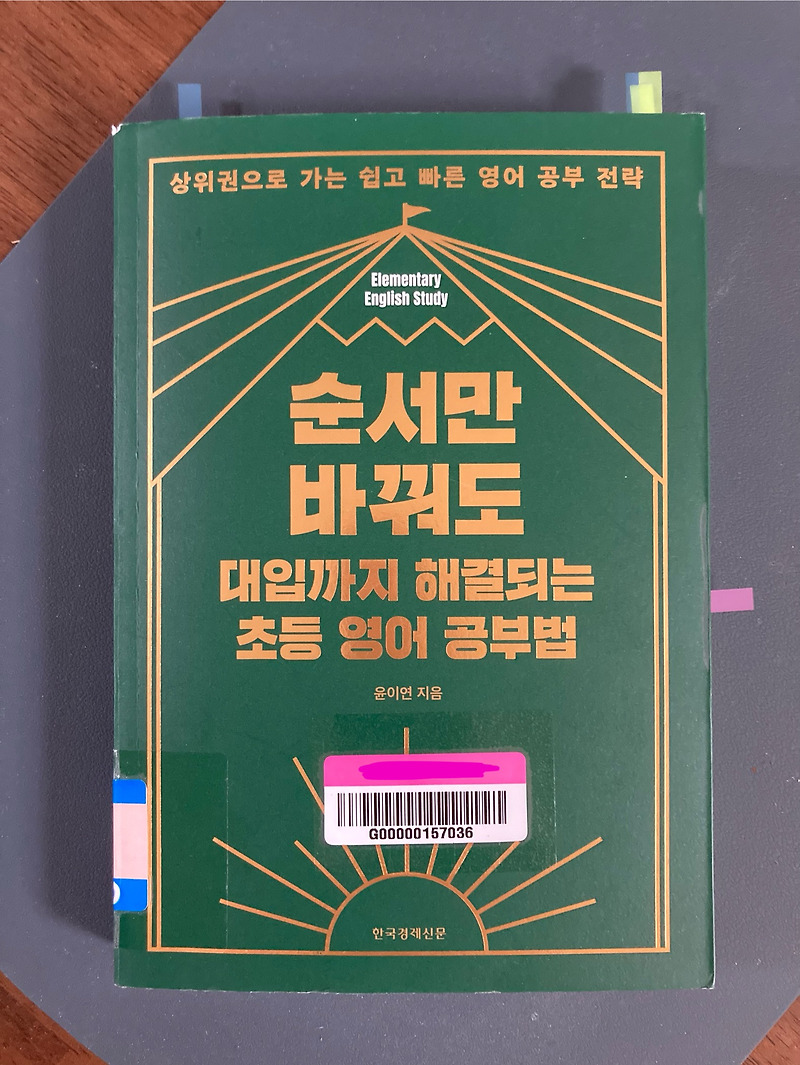 상위권으로 가는 쉽고 빠른 영어 공부 전략
Elementary
English Study
순서만
바꿔도
대입까지 해결되는
초등 영어 공부법
윤이연 지음
G00000157036
한국경제신문